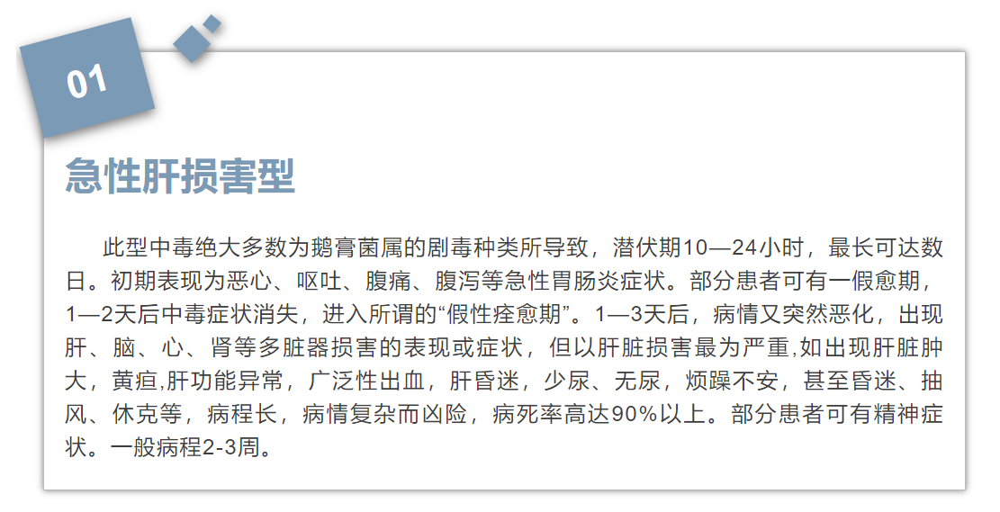 01
急性肝损害型
此型中毒绝大多数为鹅膏菌属的剧毒种类所导致，潜伏期10—24小时，最长可达数
日。初期表现为恶心、呕吐、腹痛、腹泻等急性胃肠炎症状。部分患者可有一假愈期，
1—2天后中毒症状消失，进入所谓的“假性痊愈期”。1—3天后，病情又突然恶化，出现
肝、脑、心、肾等多脏器损害的表现或症状，但以肝脏损害最为严重,如出现肝脏肿
大，黄疸,肝功能异常，广泛性出血，肝昏迷，少尿、无尿，烦躁不安，甚至昏迷、抽
风、休克等，病程长，病情复杂而凶险，病死率高达90%以上。部分患者可有精神症
状。一般病程2-3周。